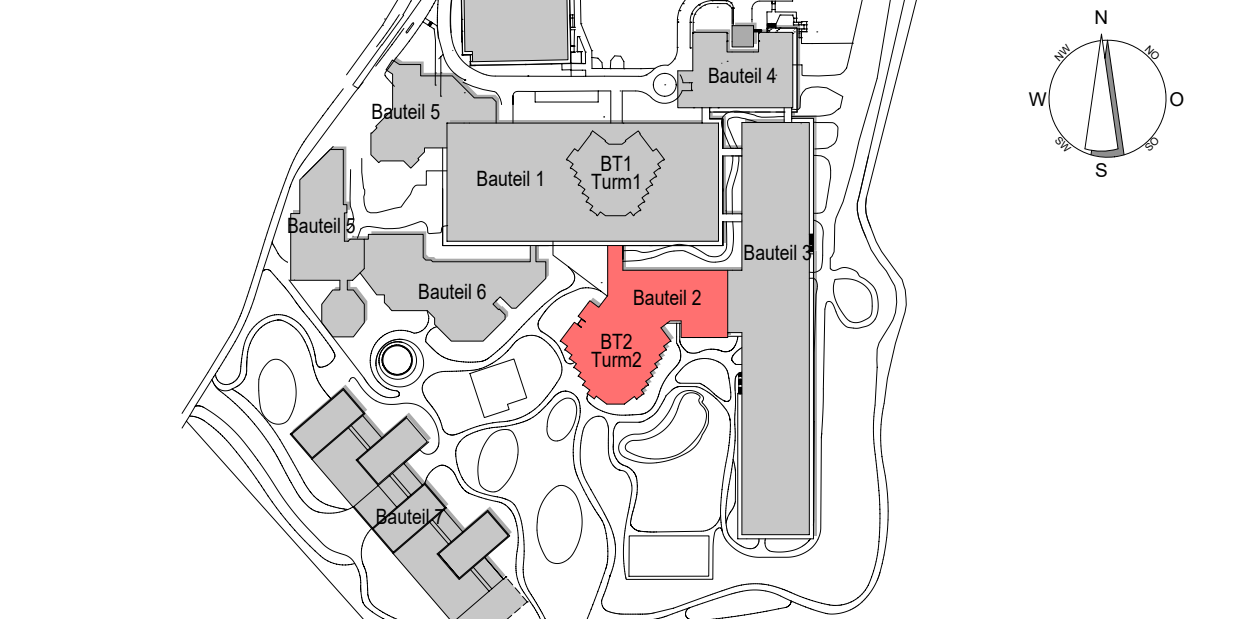 N
NW
NO
W
O
SW
SO
S
Bauteil 4
Bauteil 5
Bauteil 1
BT1
Turm1
Bauteil 5
Bauteil 3
Bauteil 6
Bauteil 2
BT2
Turm2
Bauteil 7